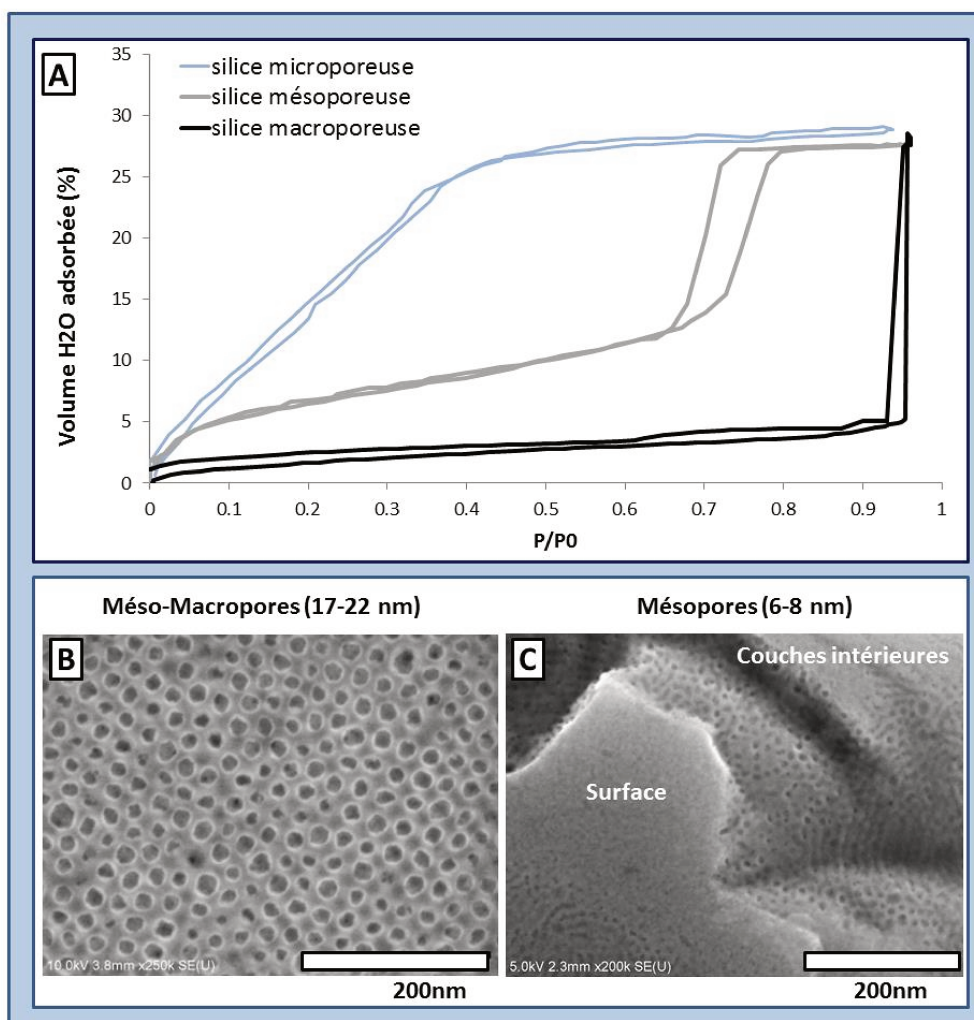 A
35
30
25
20
15
10
5
0
silice microporeuse
silice mésoporeuse
silice macroporeuse
Volume H2O adsorbée (%)
0 0.1 0.2 0.3 0.4 0.5 0.6 0.7 0.8 0.9 1
P/P0
Méso-Macropores (17-22 nm)
B
10.0kV 3.8mm x250k SE(U)
200nm
Mésopores (6-8 nm)
C
Couches intérieures
Surface
5.0kV 2.3mm x200k SE(U)
200nm